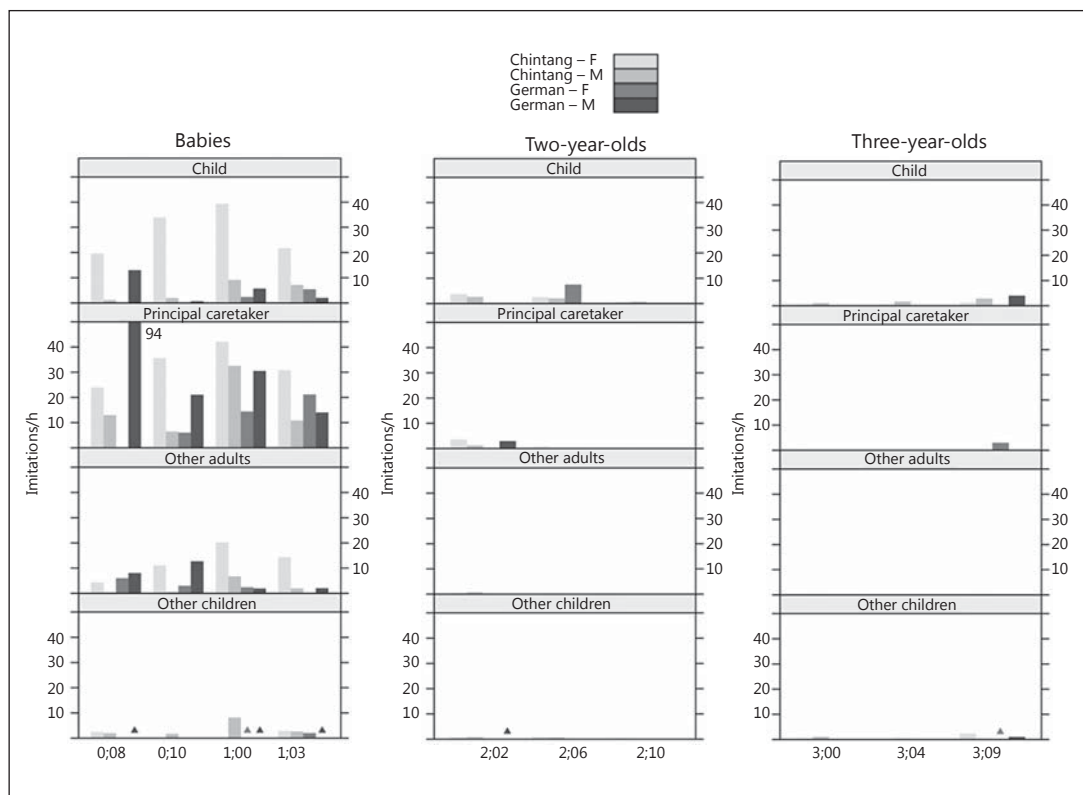 Chintang – F
Chintang – M
German – F
German – M
Babies
Child
40
30
20
10
Principal caretaker
94
40
30
20
10
Other adults
40
30
20
10
Other children
40
30
20
10
0;08 0;10 1;00 1;03
Imitations/h
Two-year-olds
Child
40
30
20
10
Principal caretaker
40
30
20
10
Other adults
40
30
20
10
Other children
40
30
20
10
2;02 2;06 2;10
Imitations/h
Three-year-olds
Child
40
30
20
10
Principal caretaker
40
30
20
10
Other adults
40
30
20
10
Other children
40
30
20
10
3;00 3;04 3;09
Imitations/h